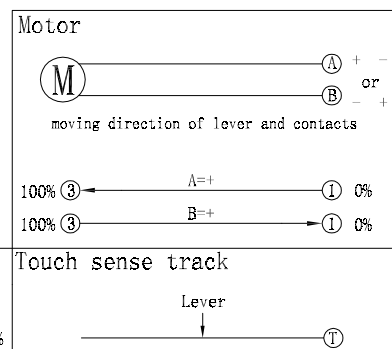 Motor
M A + -
or
B - +
moving direction of lever and contacts
A=+
100% 3 1 0%
B=+
100% 3 1 0%
Touch sense track
Lever
% T